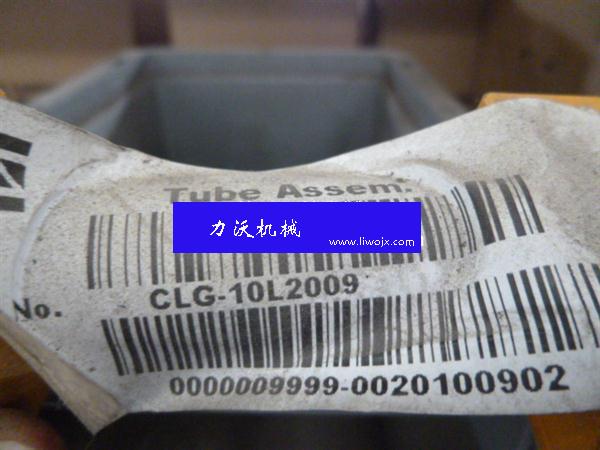 Tube Assem.
力沃机械
www.liwojx.com
No. CLG-10L2009
0000009999-0020100902